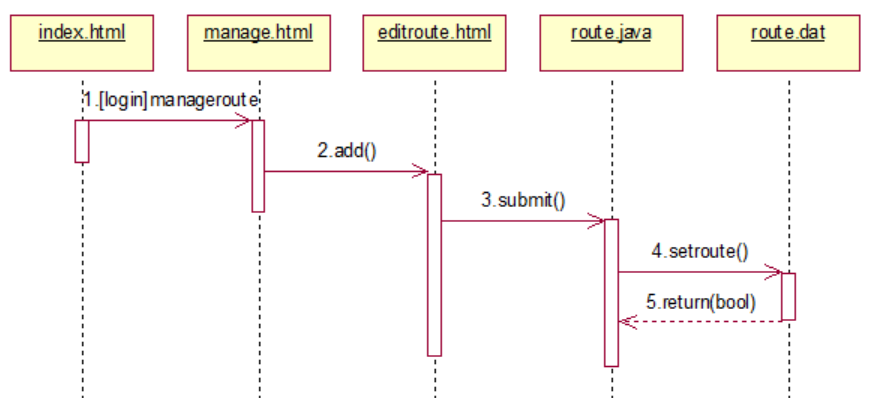 index.html
manage.html
editroute.html
route.java
route.dat
1.[login]manageroute
2.add()
3.submit()
4.setroute()
5.return(bool)